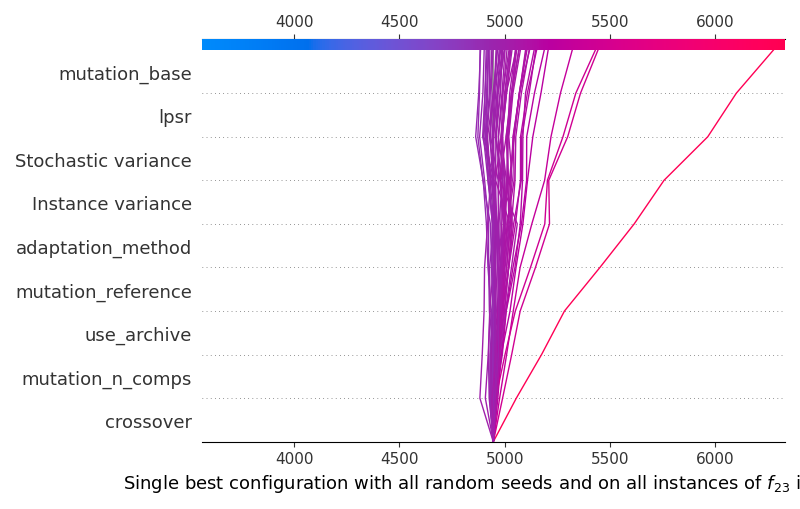 4000 4500 5000 5500 6000
mutation_base
lpsr
Stochastic variance
Instance variance
adaptation_method
mutation_reference
use_archive
mutation_n_comps
crossover
4000 4500 5000 5500 6000
Single best configuration with all random seeds and on all instances of f₂₃ i